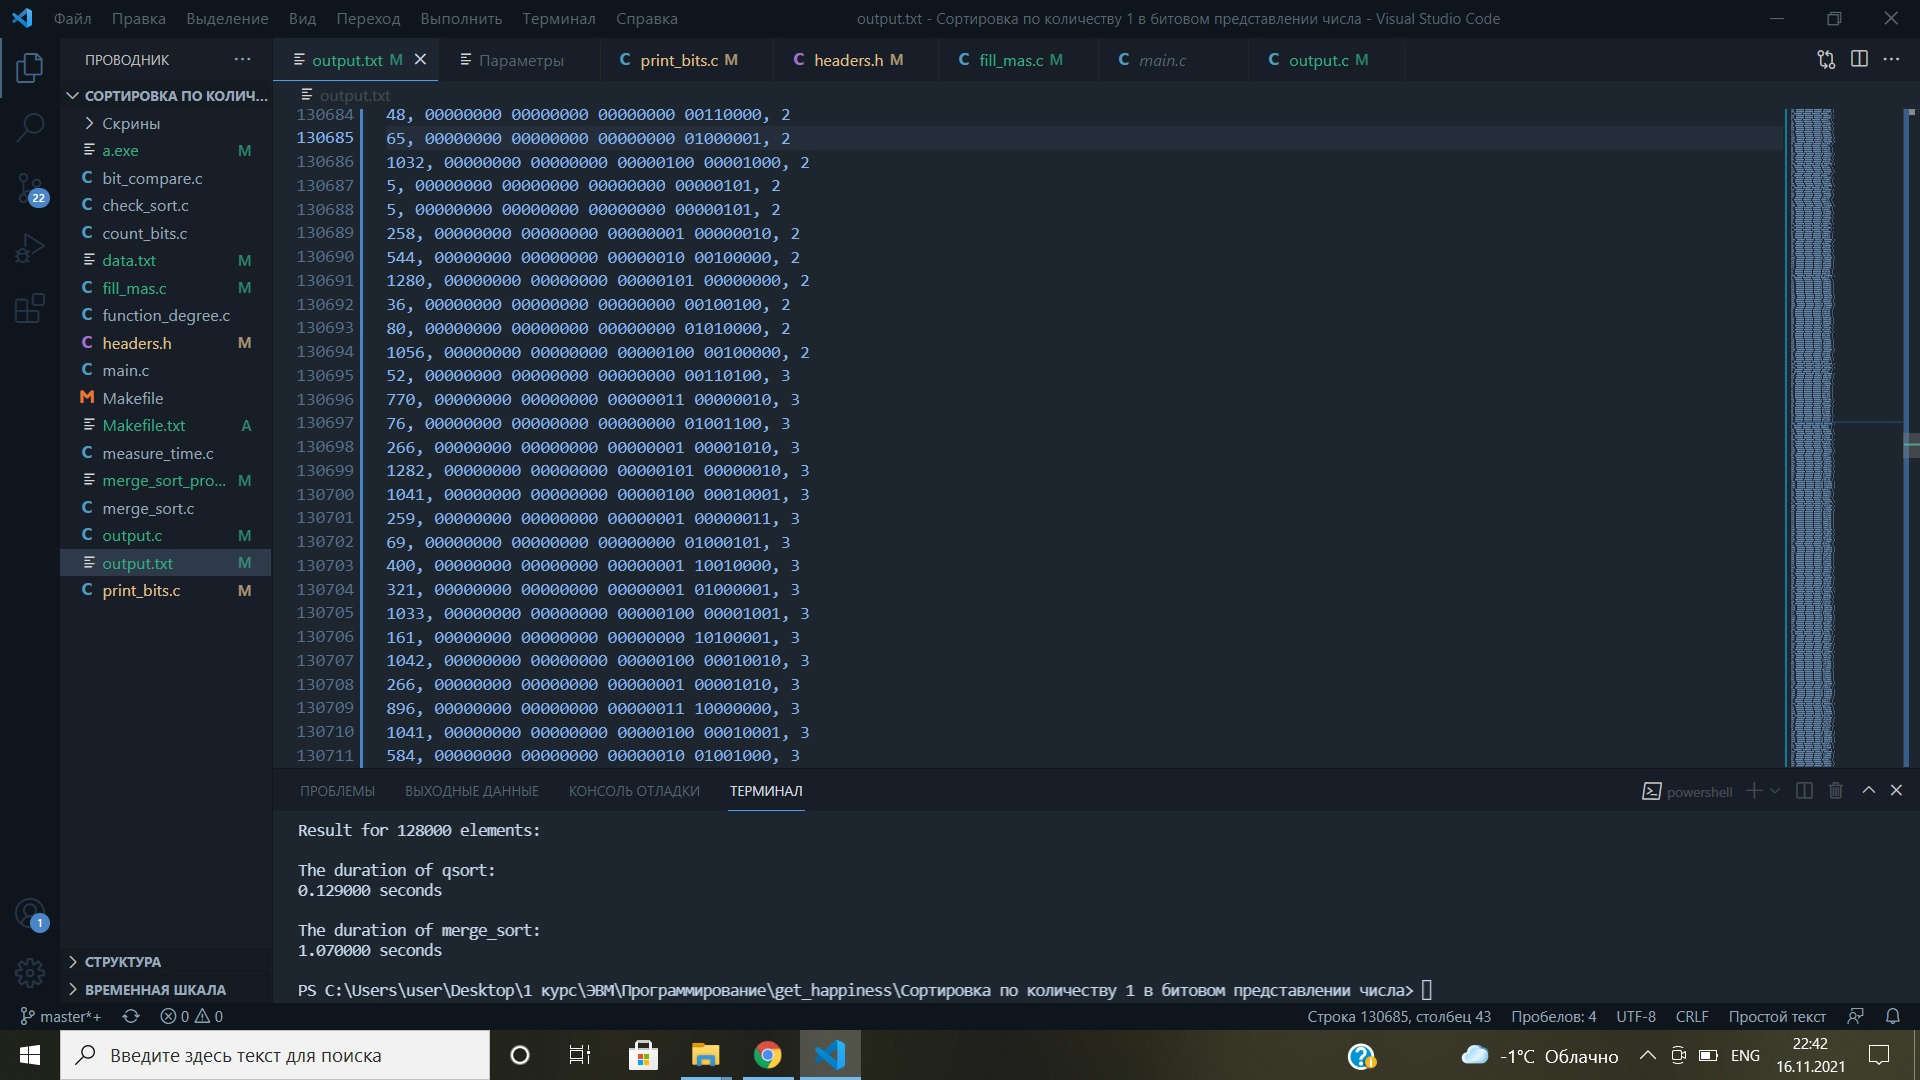 Файл Правка Выделение Вид Переход Выполнить Терминал Справка
output.txt - Сортировка по количеству 1 в битовом представлении числа - Visual Studio Code
ПРОВОДНИК ...
output.txt M
Параметры
C print_bits.c M
C headers.h M
C fill_mas.c M
C main.c
C output.c M
СОРТИРОВКА ПО КОЛИЧ...
Скрины
a.exe M
C bit_compare.c
C check_sort.c
C count_bits.c
data.txt M
C fill_mas.c M
C function_degree.c
C headers.h M
C main.c
M Makefile
Makefile.txt A
C measure_time.c
merge_sort_pro... M
C merge_sort.c
C output.c M
output.txt M
C print_bits.c M
СТРУКТУРА
ВРЕМЕННАЯ ШКАЛА
22
1
output.txt
130684 48, 00000000 00000000 00000000 00110000, 2
130685 65, 00000000 00000000 00000000 01000001, 2
130686 1032, 00000000 00000000 00000100 00001000, 2
130687 5, 00000000 00000000 00000000 00000101, 2
130688 5, 00000000 00000000 00000000 00000101, 2
130689 258, 00000000 00000000 00000001 00000010, 2
130690 544, 00000000 00000000 00000010 00100000, 2
130691 1280, 00000000 00000000 00000101 00000000, 2
130692 36, 00000000 00000000 00000000 00100100, 2
130693 80, 00000000 00000000 00000000 01010000, 2
130694 1056, 00000000 00000000 00000100 00100000, 2
130695 52, 00000000 00000000 00000000 00110100, 3
130696 770, 00000000 00000000 00000011 00000010, 3
130697 76, 00000000 00000000 00000000 01001100, 3
130698 266, 00000000 00000000 00000001 00001010, 3
130699 1282, 00000000 00000000 00000101 00000010, 3
130700 1041, 00000000 00000000 00000100 00010001, 3
130701 259, 00000000 00000000 00000001 00000011, 3
130702 69, 00000000 00000000 00000000 01000101, 3
130703 400, 00000000 00000000 00000001 10010000, 3
130704 321, 00000000 00000000 00000001 01000001, 3
130705 1033, 00000000 00000000 00000100 00001001, 3
130706 161, 00000000 00000000 00000000 10100001, 3
130707 1042, 00000000 00000000 00000100 00010010, 3
130708 266, 00000000 00000000 00000001 00001010, 3
130709 896, 00000000 00000000 00000011 10000000, 3
130710 1041, 00000000 00000000 00000100 00010001, 3
130711 584, 00000000 00000000 00000010 01001000, 3
ПРОБЛЕМЫ ВЫХОДНЫЕ ДАННЫЕ КОНСОЛЬ ОТЛАДКИ ТЕРМИНАЛ
powershell
Result for 128000 elements:
The duration of qsort:
0.129000 seconds
The duration of merge_sort:
1.070000 seconds
PS C:\Users\user\Desktop\1 курс\ЭВМ\Программирование\get_happiness\Сортировка по количеству 1 в битовом представлении числа>
master*+ 0 0
Строка 130685, столбец 43 Пробелов: 4 UTF-8 CRLF Простой текст
Введите здесь текст для поиска
-1°C Облачно
ENG
22:42
16.11.2021